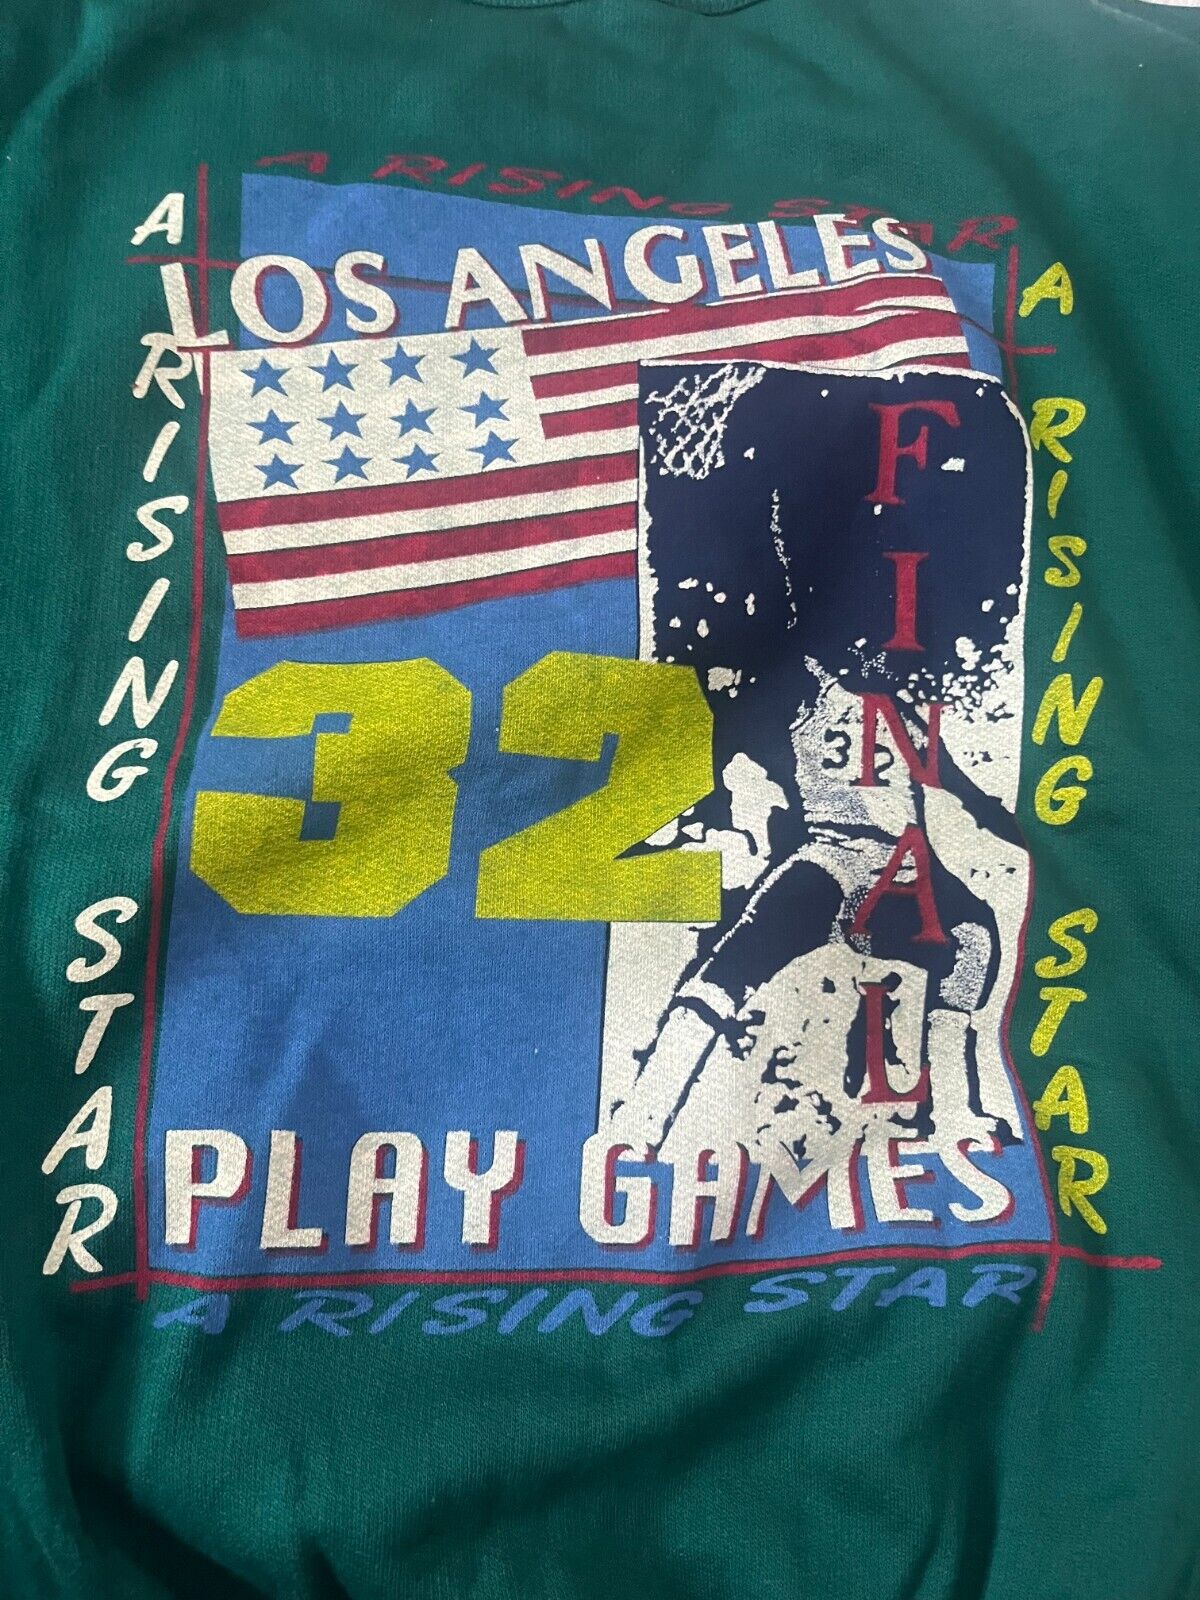 A RISING STAR
LOS ANGELES
A RISING STAR
A RISING STAR
FINAL
32
32
PLAY GAMES
A RISING STAR